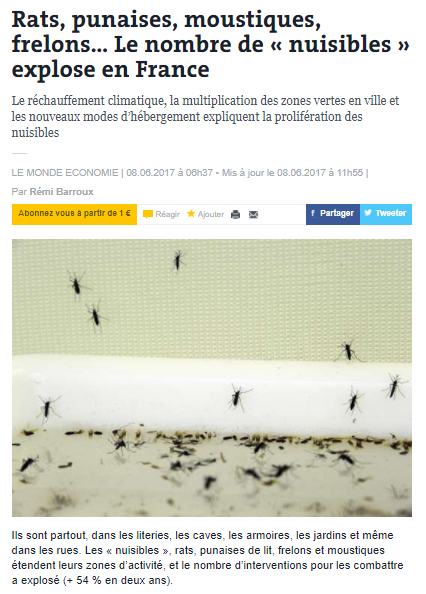 Rats, punaises, moustiques,
frelons... Le nombre de « nuisibles »
explose en France
Le réchauffement climatique, la multiplication des zones vertes en ville et
les nouveaux modes d'hébergement expliquent la prolifération des
nuisibles
LE MONDE ECONOMIE | 08.06.2017 à 06h37 • Mis à jour le 08.06.2017 à 11h55 |
Par Rémi Barroux
Abonnez vous à partir de 1 € Réagir Ajouter Partager Tweeter
Ils sont partout, dans les literies, les caves, les armoires, les jardins et même
dans les rues. Les « nuisibles », rats, punaises de lit, frelons et moustiques
étendent leurs zones d'activité, et le nombre d'interventions pour les combattre
a explosé (+ 54 % en deux ans).